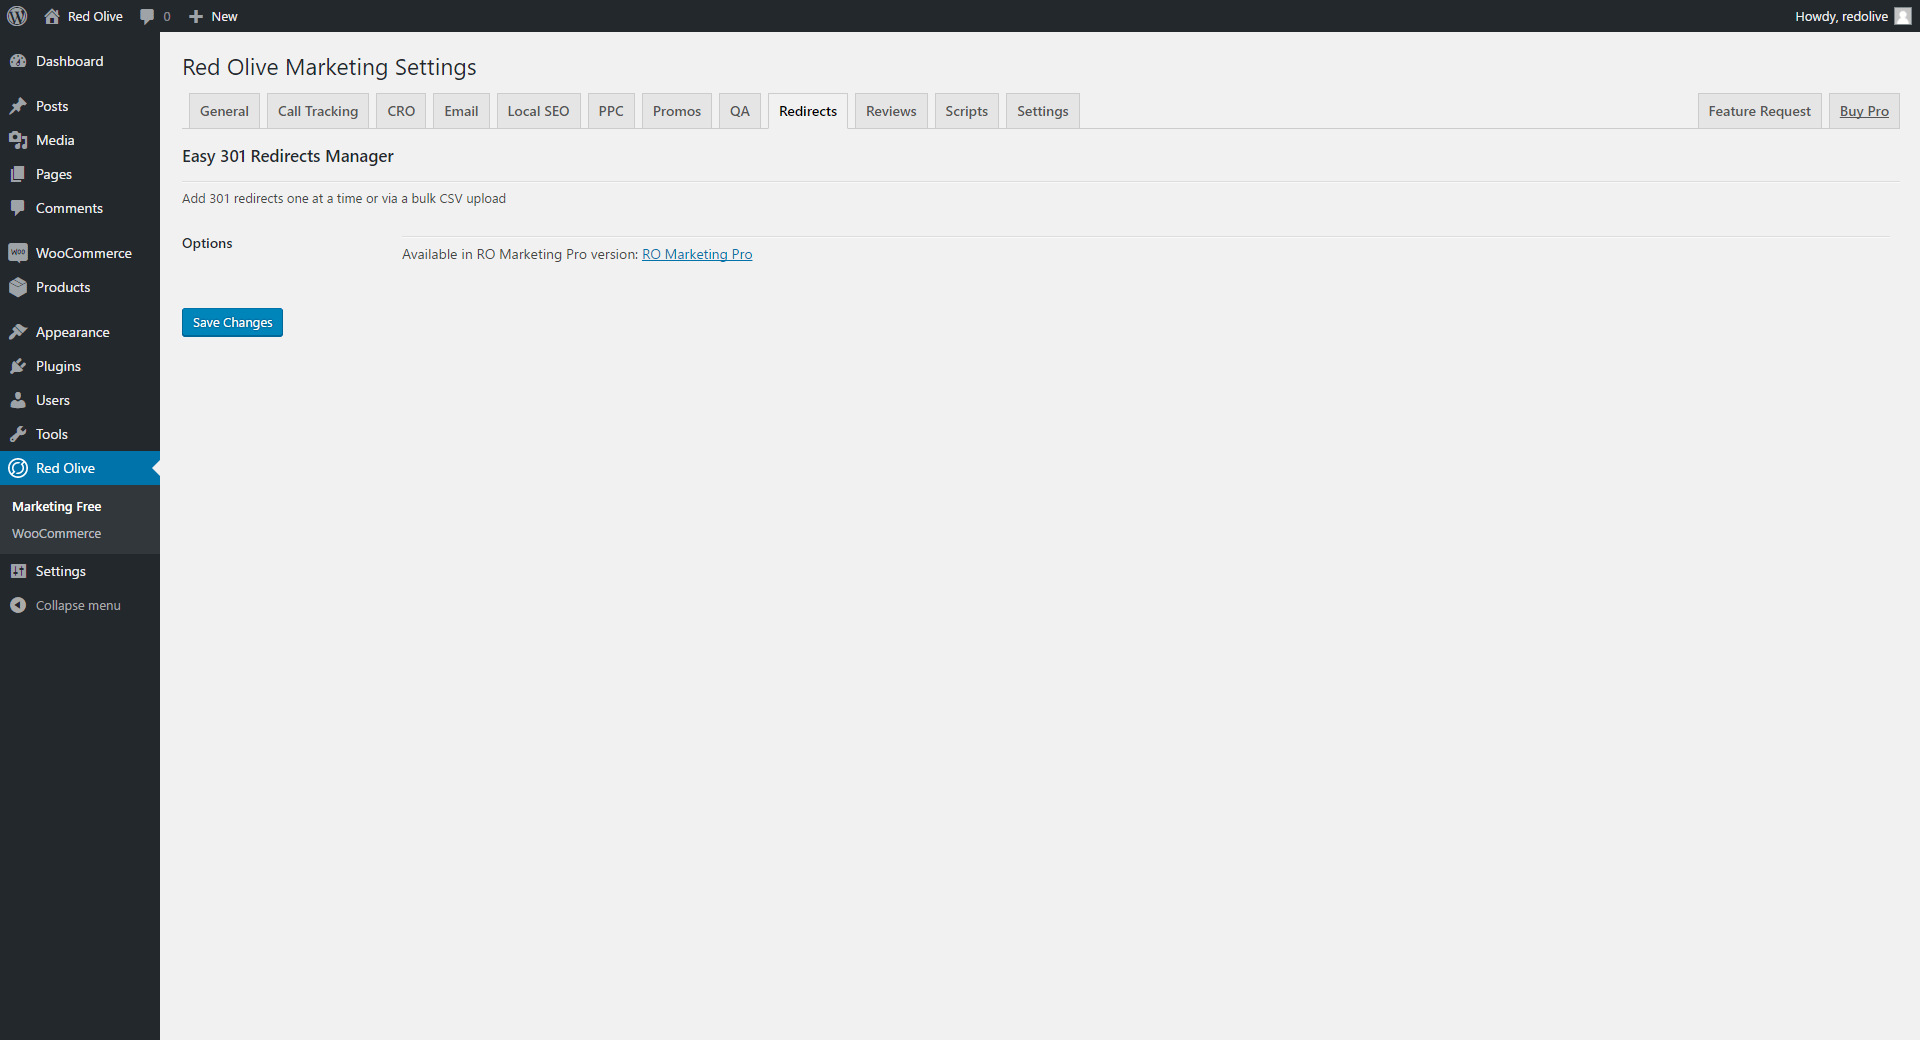 Red Olive 0 New Howdy, redolive
Dashboard
Posts
Media
Pages
Comments
WOO WooCommerce
Products
Appearance
Plugins
Users
Tools
Red Olive
Marketing Free
WooCommerce
Settings
Collapse menu
Red Olive Marketing Settings
General Call Tracking CRO Email Local SEO PPC Promos QA Redirects Reviews Scripts Settings Feature Request Buy Pro
Easy 301 Redirects Manager
Add 301 redirects one at a time or via a bulk CSV upload
Options
Available in RO Marketing Pro version: RO Marketing Pro
Save Changes